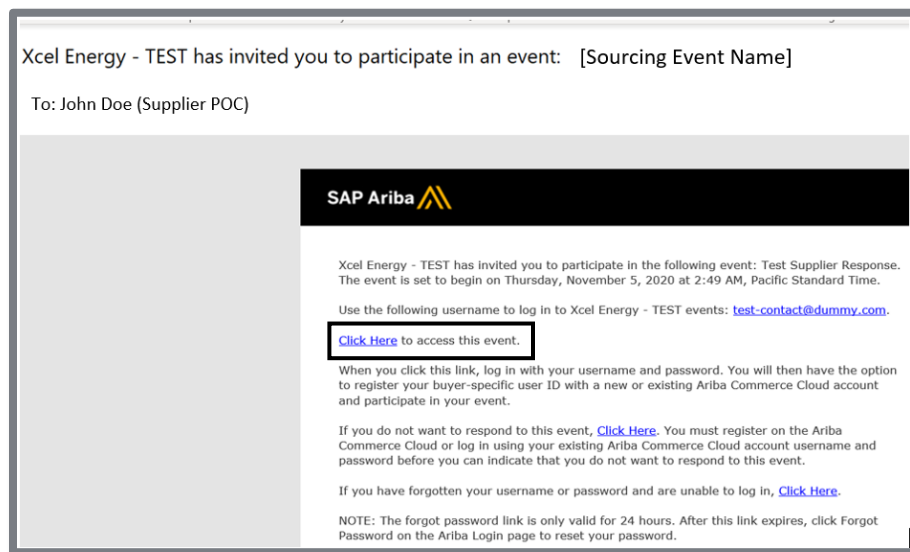 Xcel Energy - TEST has invited you to participate in an event: [Sourcing Event Name]
To: John Doe (Supplier POC)
SAP Ariba
Xcel Energy - TEST has invited you to participate in the following event: Test Supplier Response.
The event is set to begin on Thursday, November 5, 2020 at 2:49 AM, Pacific Standard Time.
Use the following username to log in to Xcel Energy - TEST events: test-contact@dummy.com.
Click Here to access this event.
When you click this link, log in with your username and password. You will then have the option
to register your buyer-specific user ID with a new or existing Ariba Commerce Cloud account
and participate in your event.
If you do not want to respond to this event, Click Here. You must register on the Ariba
Commerce Cloud or log in using your existing Ariba Commerce Cloud account username and
password before you can indicate that you do not want to respond to this event.
If you have forgotten your username or password and are unable to log in, Click Here.
NOTE: The forgot password link is only valid for 24 hours. After this link expires, click Forgot
Password on the Ariba Login page to reset your password.